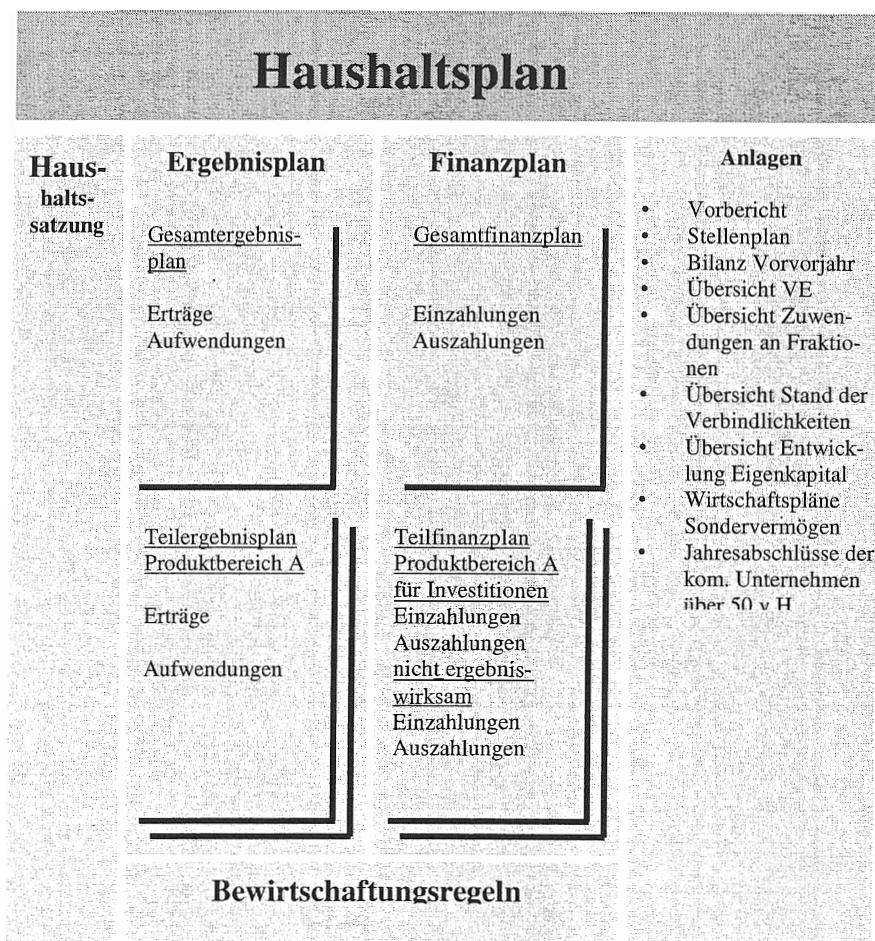 Haushaltsplan
Haus-
halts-
satzung
Ergebnisplan
Gesamtergebnis-
plan
Erträge
Aufwendungen
Teilergebnisplan
Produktbereich A
Erträge
Aufwendungen
Finanzplan
Gesamtfinanzplan
Einzahlungen
Auszahlungen
Teilfinanzplan
Produktbereich A
für Investitionen
Einzahlungen
Auszahlungen
nicht ergebnis-
wirksam
Einzahlungen
Auszahlungen
Anlagen
• Vorbericht
• Stellenplan
• Bilanz Vorvorjahr
• Übersicht VE
• Übersicht Zuwen-
dungen an Fraktio-
nen
• Übersicht Stand der
Verbindlichkeiten
• Übersicht Entwick-
lung Eigenkapital
• Wirtschaftspläne
Sondervermögen
• Jahresabschlüsse der
kom. Unternehmen
über 50 v H
Bewirtschaftungsregeln